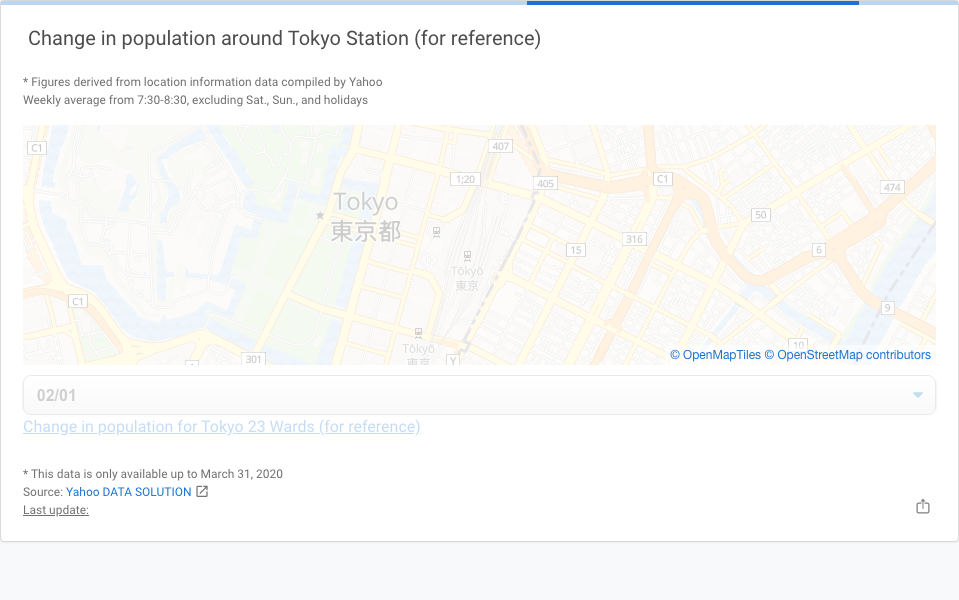 Change in population around Tokyo Station (for reference)
* Figures derived from location information data compiled by Yahoo
Weekly average from 7:30-8:30, excluding Sat., Sun., and holidays
C1
407
1;20
405
C1
474
Tokyo
東京都
50
316
15
6
Tōkyō
東京
C1
9
10
Tōkyō
301
Y
© OpenMapTiles © OpenStreetMap contributors
02/01
Change in population for Tokyo 23 Wards (for reference)
* This data is only available up to March 31, 2020
Source: Yahoo DATA SOLUTION
Last update: